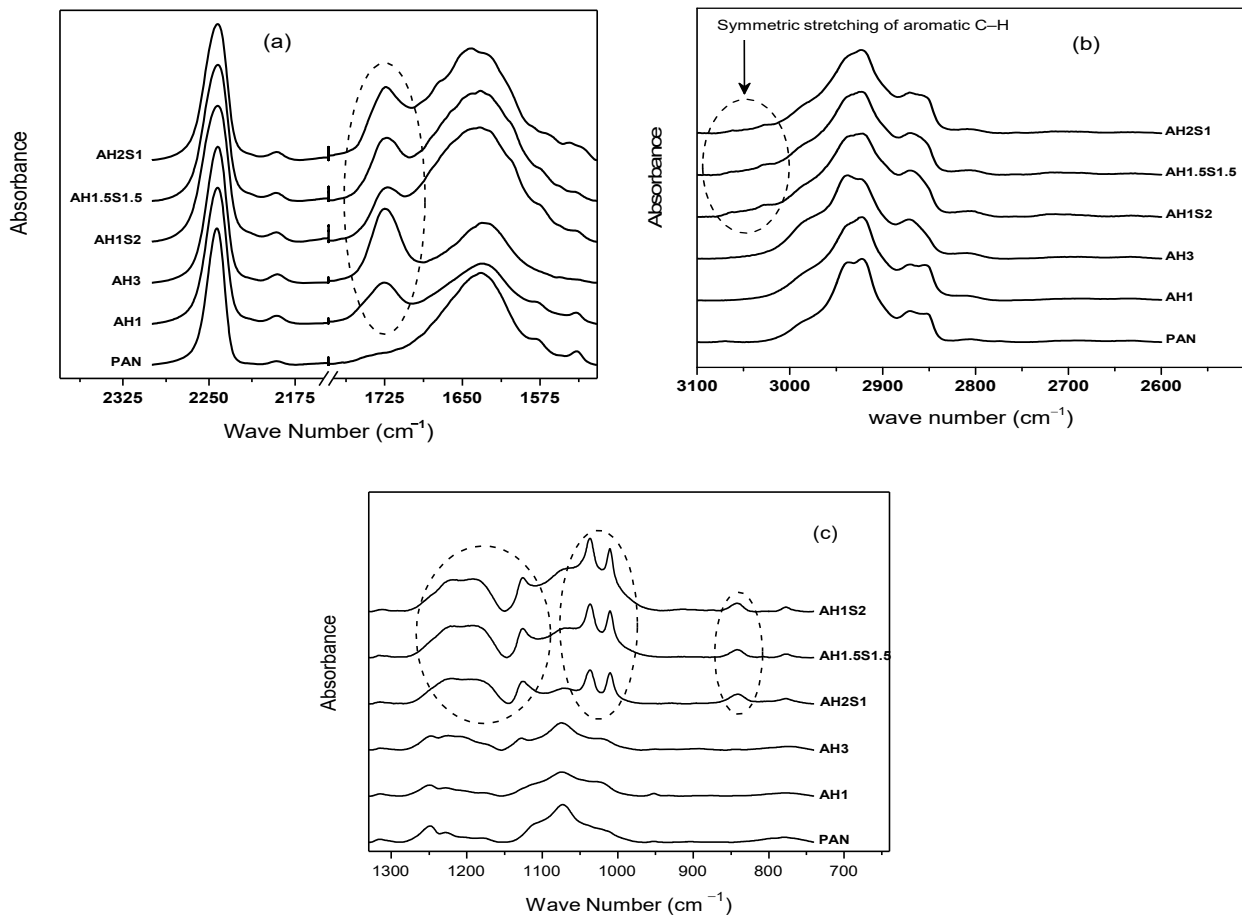 (a)
Absorbance
AH2S1
AH1.5S1.5
AH1S2
AH3
AH1
PAN
2325 2250 2175 1725 1650 1575
Wave Number (cm⁻¹)
Symmetric stretching of aromatic C–H
(b)
Absorbance
AH2S1
AH1.5S1.5
AH1S2
AH3
AH1
PAN
3100 3000 2900 2800 2700 2600
wave number (cm⁻¹)
(c)
Absorbance
AH1S2
AH1.5S1.5
AH2S1
AH3
AH1
PAN
1300 1200 1100 1000 900 800 700
Wave Number (cm⁻¹)